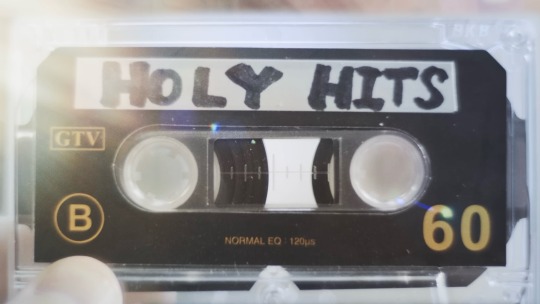 HOLY HITS
GTV
B
NORMAL EQ : 120µs
60